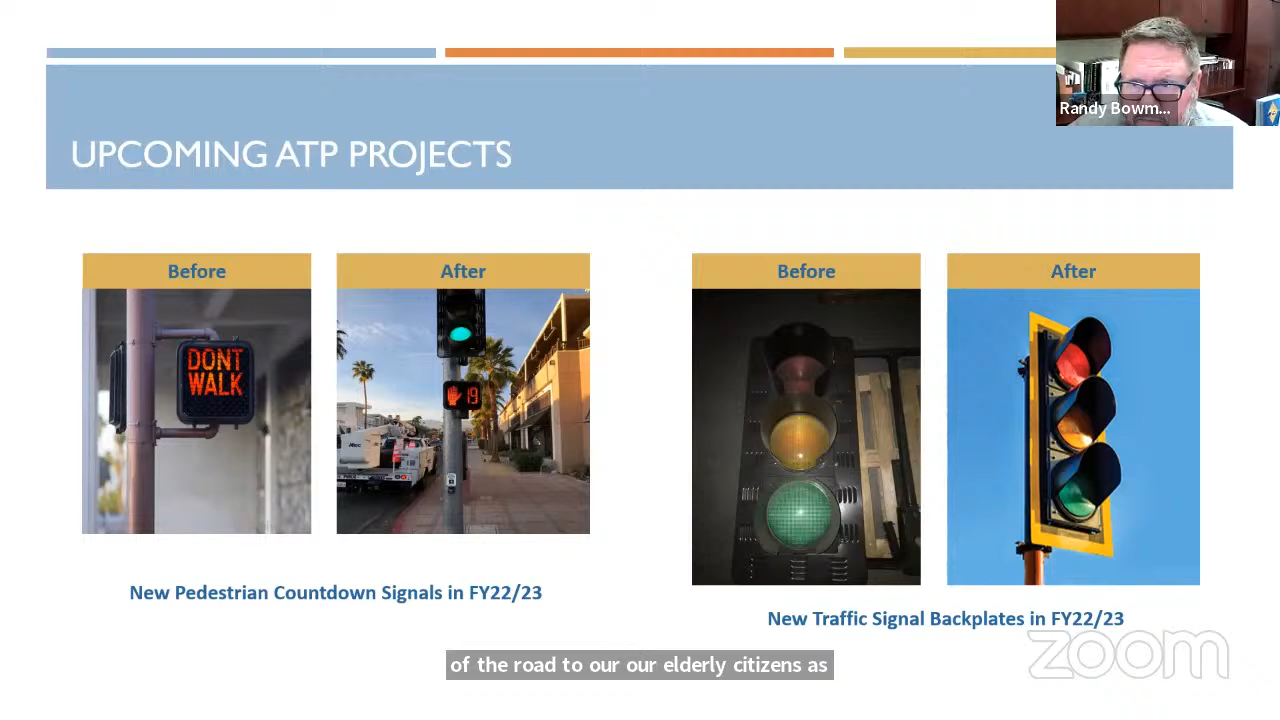 Randy Bowm...
UPCOMING ATP PROJECTS
Before
After
Before
After
DONT
WALK
19
New Pedestrian Countdown Signals in FY22/23
New Traffic Signal Backplates in FY22/23
of the road to our our elderly citizens as
zoom